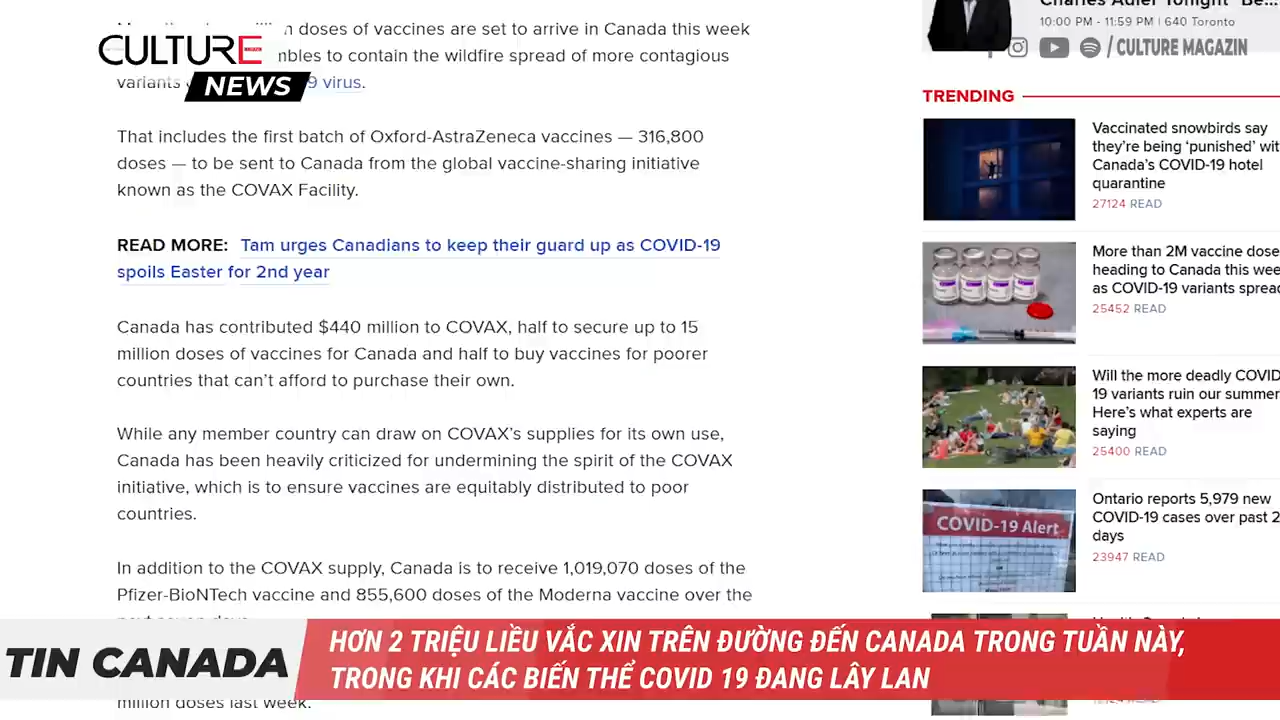 CULTURE
NEWS
n doses of vaccines are set to arrive in Canada this week
mbles to contain the wildfire spread of more contagious
variants 9 virus.
That includes the first batch of Oxford-AstraZeneca vaccines — 316,800
doses — to be sent to Canada from the global vaccine-sharing initiative
known as the COVAX Facility.
READ MORE: Tam urges Canadians to keep their guard up as COVID-19
spoils Easter for 2nd year
Canada has contributed $440 million to COVAX, half to secure up to 15
million doses of vaccines for Canada and half to buy vaccines for poorer
countries that can't afford to purchase their own.
While any member country can draw on COVAX's supplies for its own use,
Canada has been heavily criticized for undermining the spirit of the COVAX
initiative, which is to ensure vaccines are equitably distributed to poor
countries.
In addition to the COVAX supply, Canada is to receive 1,019,070 doses of the
Pfizer-BioNTech vaccine and 855,600 doses of the Moderna vaccine over the
million doses last week.
Charles Adler Tonight "Be...
10:00 PM - 11:59 PM | 640 Toronto
/ CULTURE MAGAZIN
TRENDING
Vaccinated snowbirds say
they're being 'punished' wit
Canada's COVID-19 hotel
quarantine
27124 READ
More than 2M vaccine dose
heading to Canada this wee
as COVID-19 variants sprea
25452 READ
Will the more deadly COVID
19 variants ruin our summer
Here's what experts are
saying
25400 READ
COVID-19 Alert
Ontario reports 5,979 new
COVID-19 cases over past 2
days
23947 READ
TIN CANADA
HƠN 2 TRIỆU LIỀU VẮC XIN TRÊN ĐƯỜNG ĐẾN CANADA TRONG TUẦN NÀY,
TRONG KHI CÁC BIẾN THỂ COVID 19 ĐANG LÂY LAN